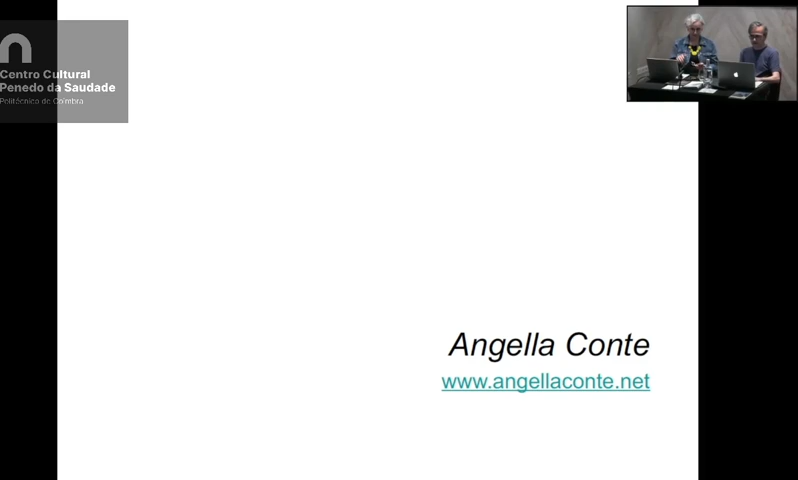 Centro Cultural
Penedo da Saudade
Politécnico de Coimbra
Angella Conte
www.angellaconte.net